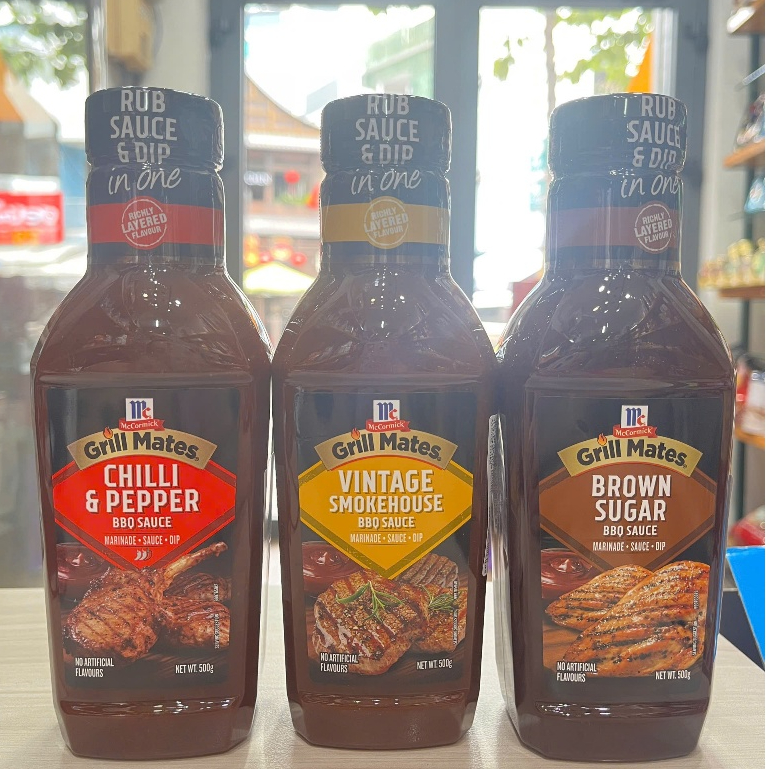 RUB
SAUCE
& DIP
in one
RICHLY
LAYERED
FLAVOUR
McCormick
Grill Mates
CHILLI
& PEPPER
BBQ SAUCE
MARINADE • SAUCE • DIP
NO ARTIFICIAL
FLAVOURS
NET WT. 500g
RUB
SAUCE
& DIP
in one
RICHLY
LAYERED
FLAVOUR
McCormick
Grill Mates
VINTAGE
SMOKEHOUSE
BBQ SAUCE
MARINADE • SAUCE • DIP
NO ARTIFICIAL
FLAVOURS
NET WT. 500g
RUB
SAUCE
& DIP
in one
RICHLY
LAYERED
FLAVOUR
McCormick
Grill Mates
BROWN
SUGAR
BBQ SAUCE
MARINADE • SAUCE • DIP
NO ARTIFICIAL
FLAVOURS
NET WT. 500g